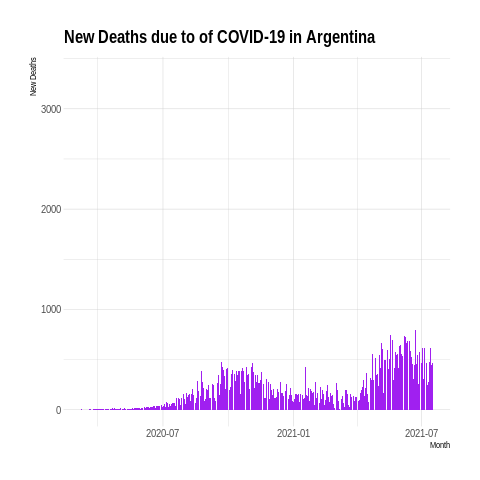 New Deaths due to of COVID-19 in Argentina
New Deaths
3000
2000
1000
0
2020-07 2021-01 2021-07
Month